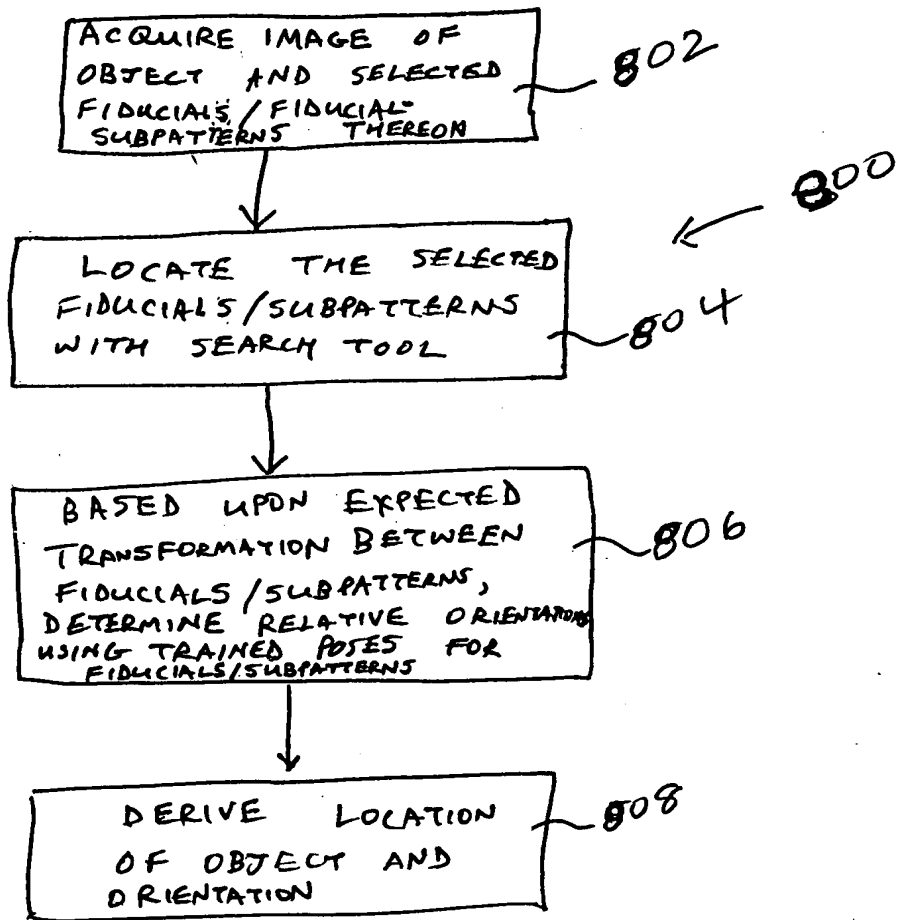 ACQUIRE IMAGE OF
OBJECT AND SELECTED
FIDUCIALS/FIDUCIAL-
SUBPATTERNS THEREON
802
800
LOCATE THE SELECTED
FIDUCIALS/SUBPATTERNS
WITH SEARCH TOOL
804
BASED UPON EXPECTED
TRANSFORMATION BETWEEN
FIDUCIALS/SUBPATTERNS,
DETERMINE RELATIVE ORIENTATIONS
USING TRAINED POSES FOR
FIDUCIALS/SUBPATTERNS
806
DERIVE LOCATION
OF OBJECT AND
ORIENTATION
808